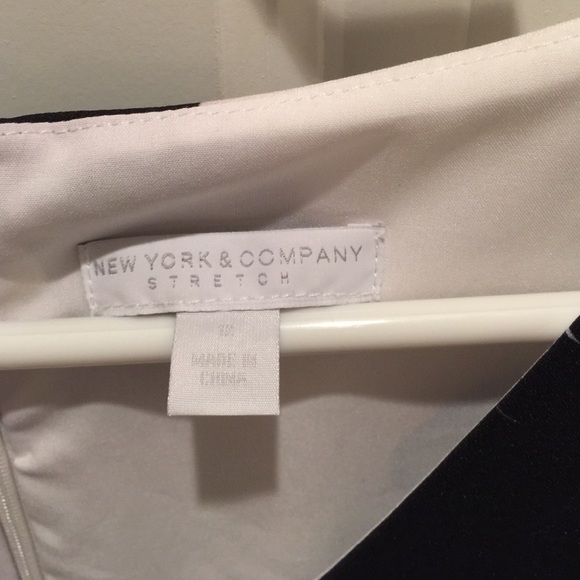 NEW YORK & COMPANY
STRETCH
MADE IN
CHINA